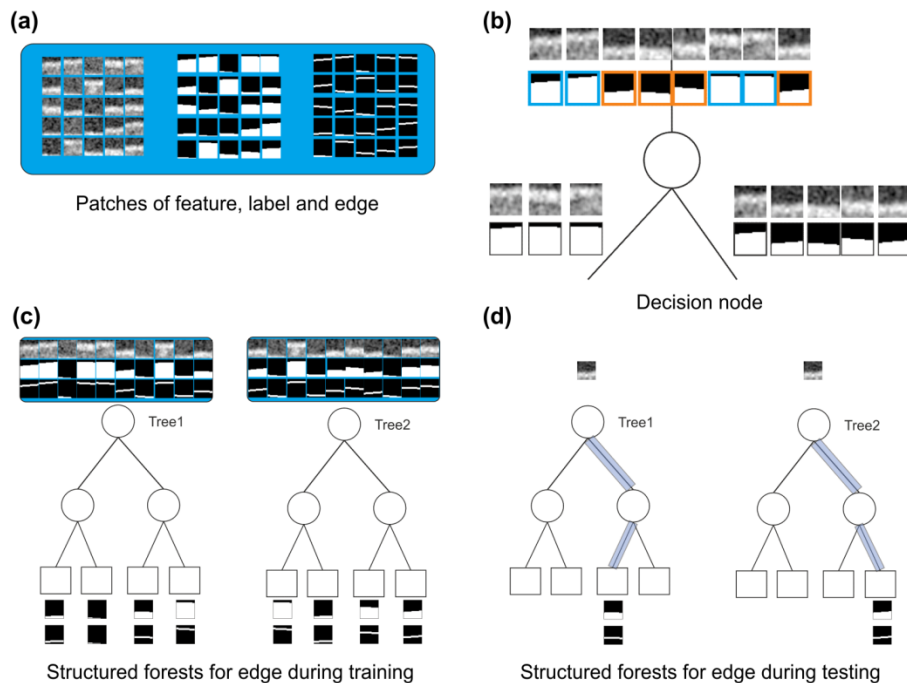 (a)
Patches of feature, label and edge
(b)
Decision node
(c)
Tree1
Tree2
Structured forests for edge during training
(d)
Tree1
Tree2
Structured forests for edge during testing